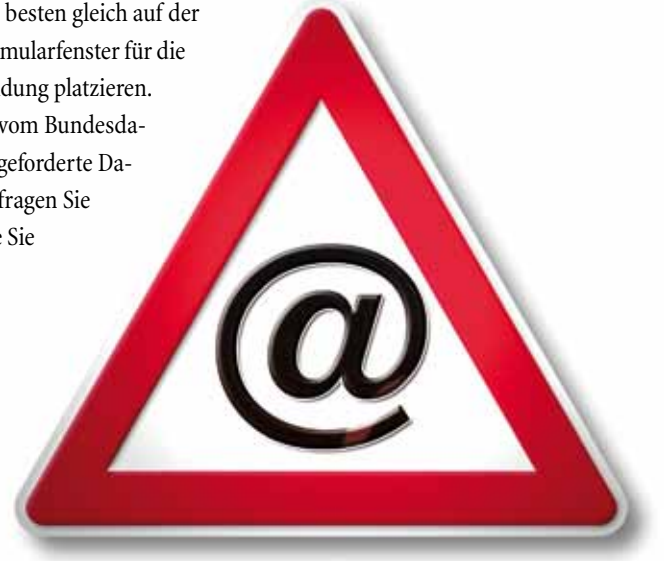 besten gleich auf der
mularfenster für die
dung platzieren.
vom Bundesda-
geforderte Da-
fragen Sie
Sie
@